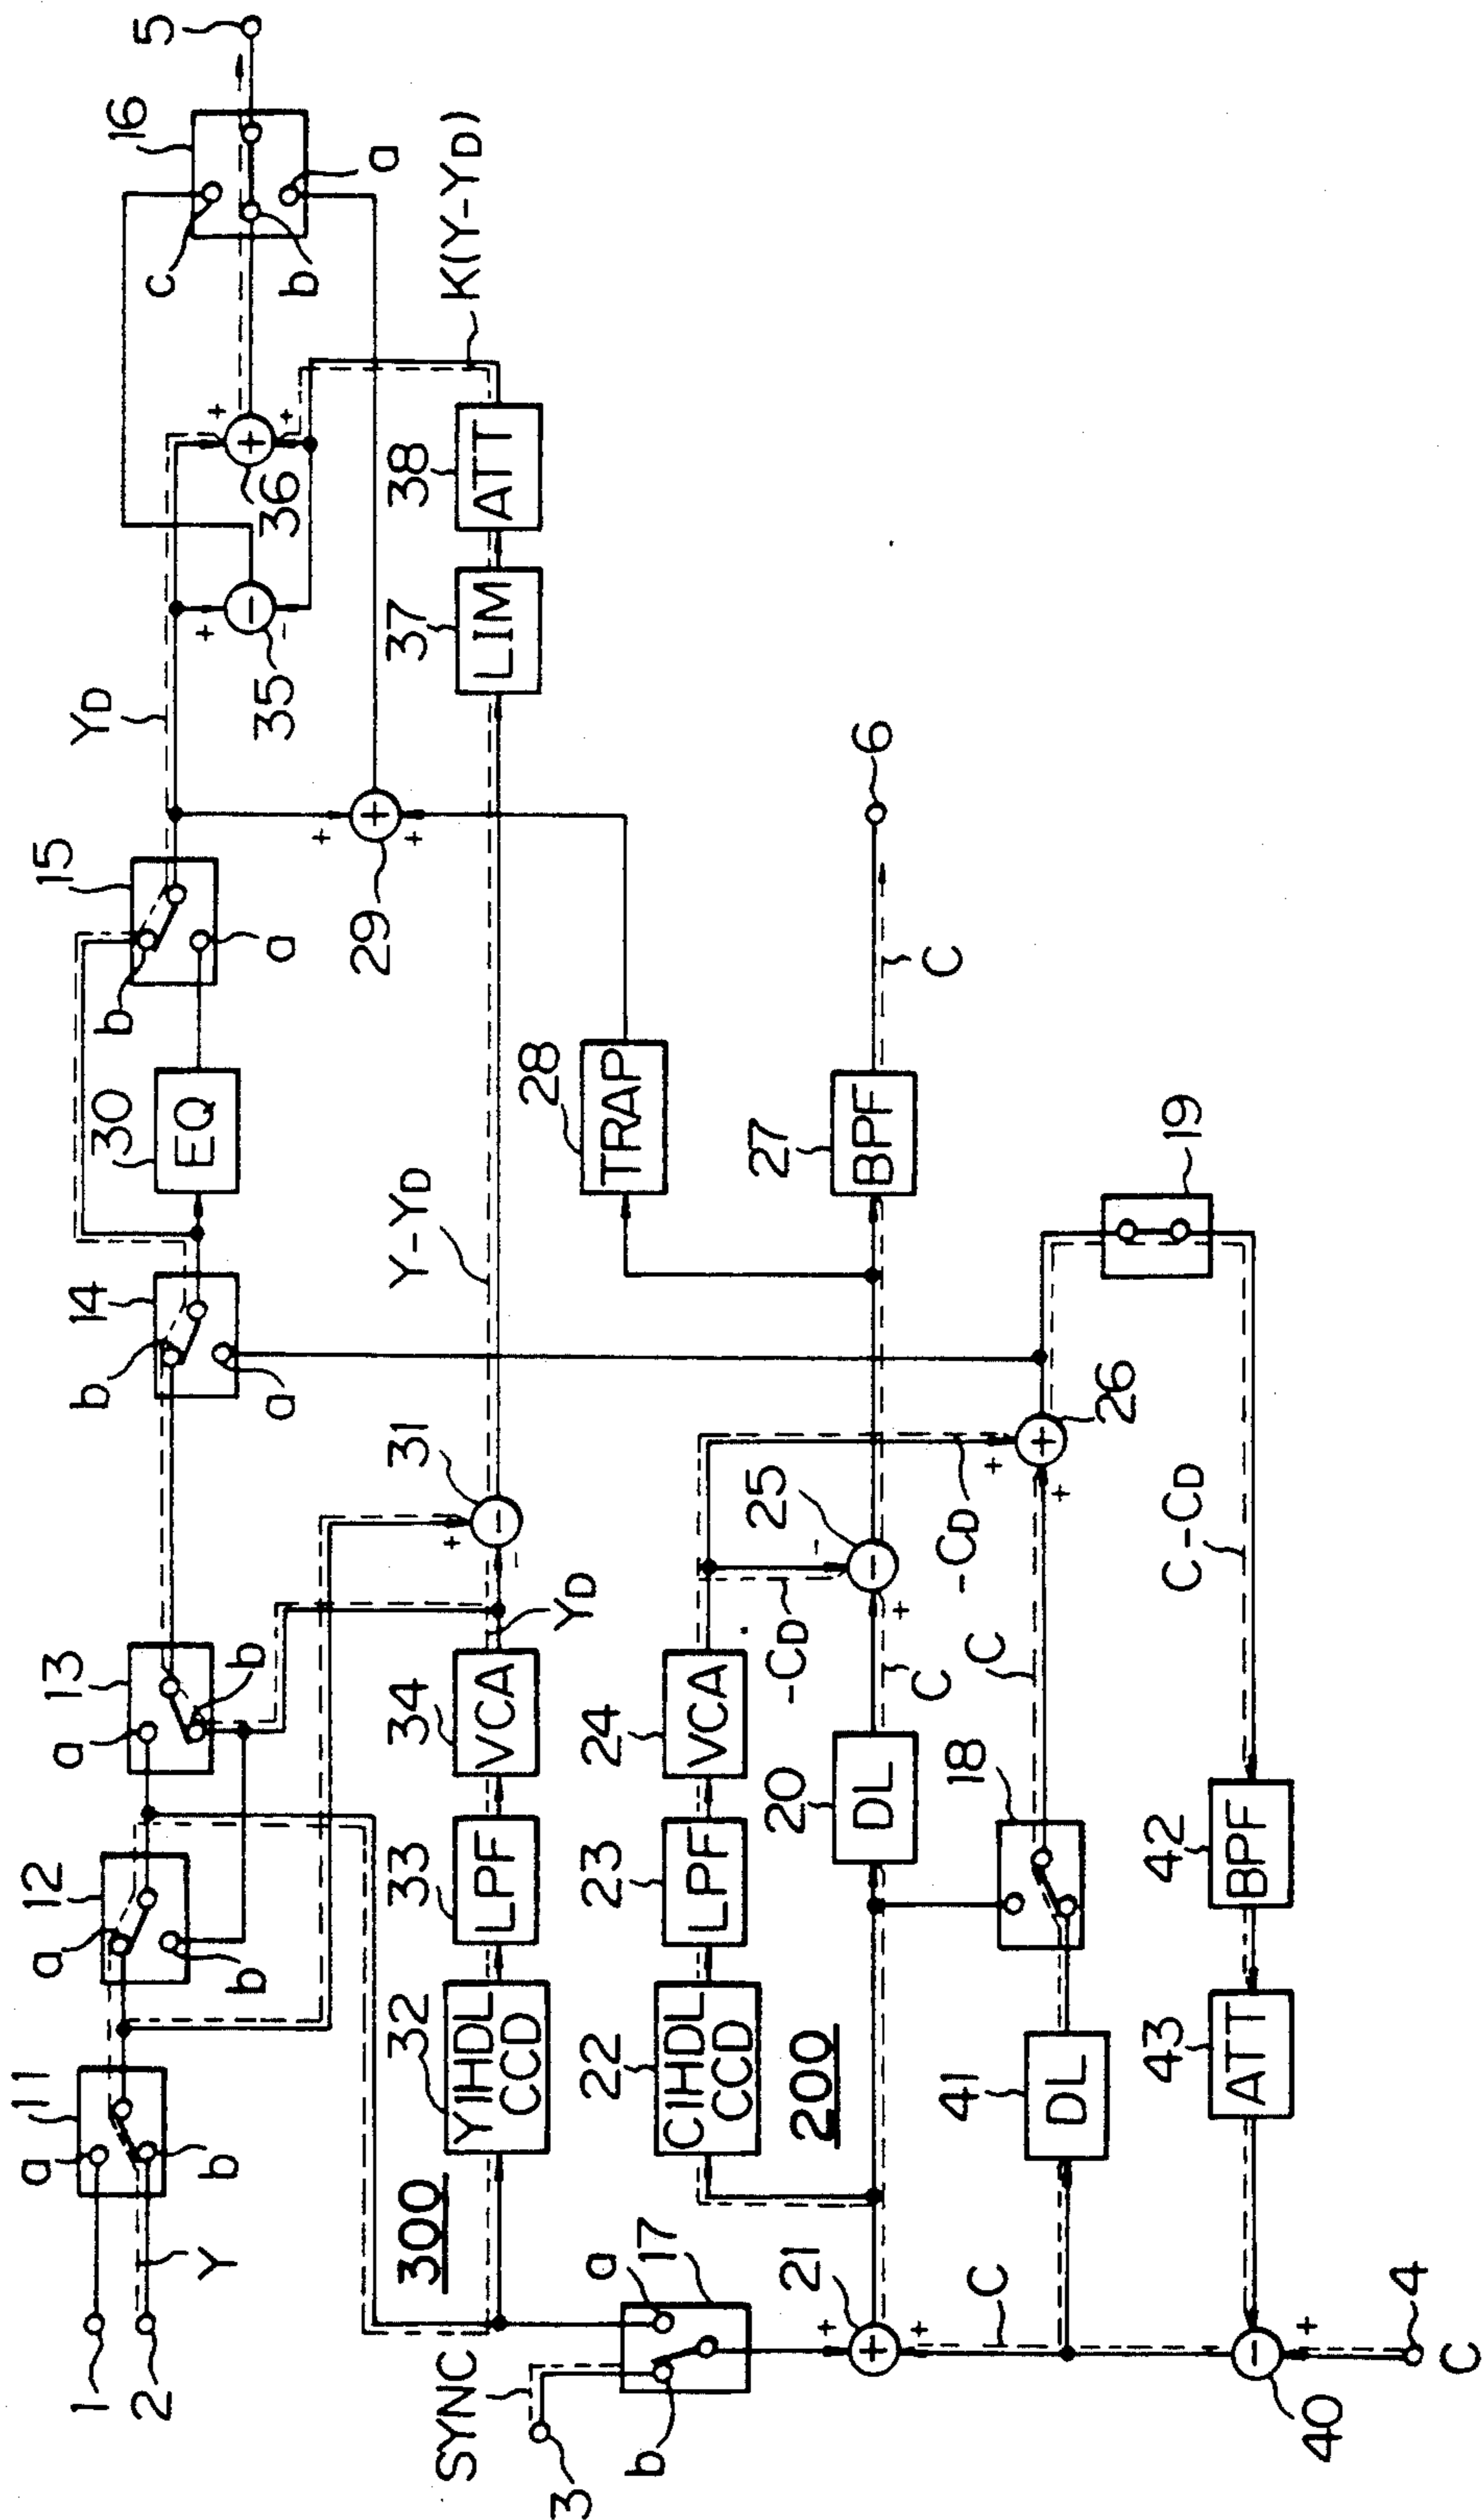 1
2
Y
a
11
b
a
12
b
a
13
b
b
14
a
30
EQ
b
15
a
YD
35
+
-
-
36
+
+
+
c
16
b
a
5
300
32
Y1HDL
CCD
33
LPF
34
VCA
YD
31
+
-
-
Y-YD
29
+
+
+
37
LIM
38
ATT
K(Y-YD)
SYNC
3
b
a
17
22
C1HDL
CCD
23
LPF
24
VCA
-CD
28
TRAP
200
21
+
+
+
20
DL
C
25
+
-
-
27
BPF
C
6
C
41
DL
18
C
-CD
26
+
+
+
19
C
4
40
+
-
43
ATT
42
BPF
C-CD